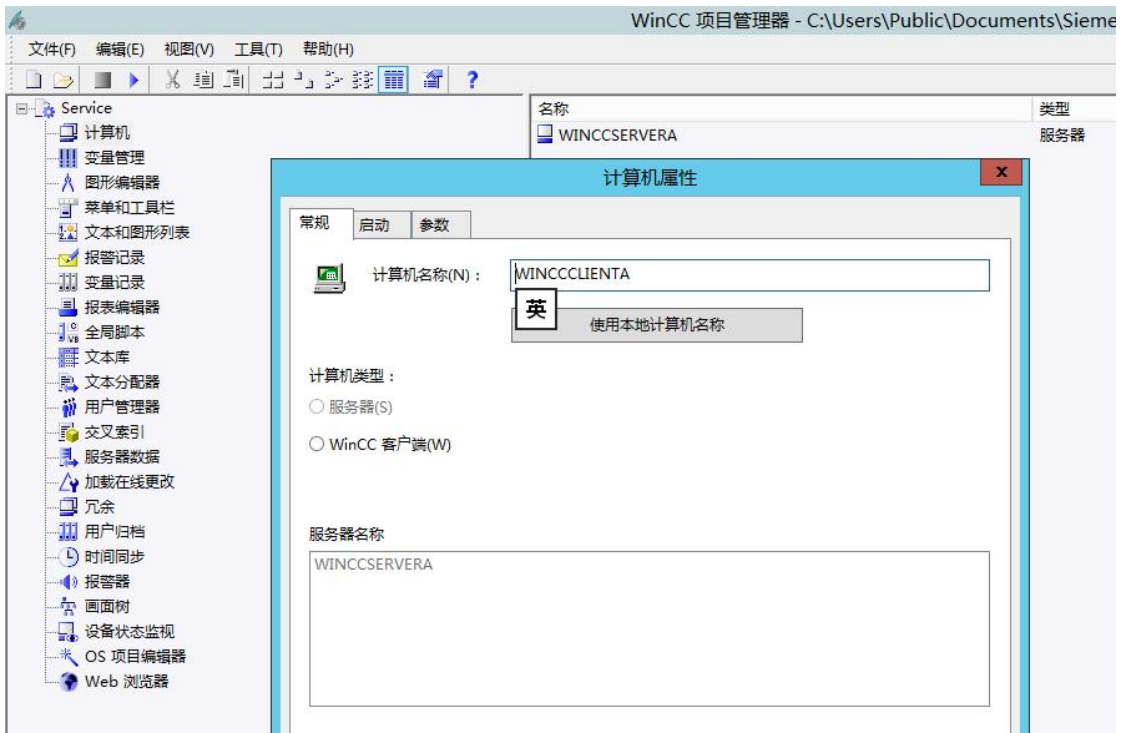 WinCC 项目管理器 - C:\Users\Public\Documents\Sieme
文件(F) 编辑(E) 视图(V) 工具(T) 帮助(H)
Service
计算机
变量管理
图形编辑器
菜单和工具栏
文本和图形列表
报警记录
变量记录
报表编辑器
全局脚本
文本库
文本分配器
用户管理器
交叉索引
服务器数据
加载在线更改
冗余
用户归档
时间同步
报警器
画面树
设备状态监视
OS 项目编辑器
Web 浏览器
名称 类型
WINCCSERVERA 服务器
计算机属性
常规 启动 参数
计算机名称(N)： WINCCCLIENTA
英
使用本地计算机名称
计算机类型：
服务器(S)
WinCC 客户端(W)
服务器名称
WINCCSERVERA